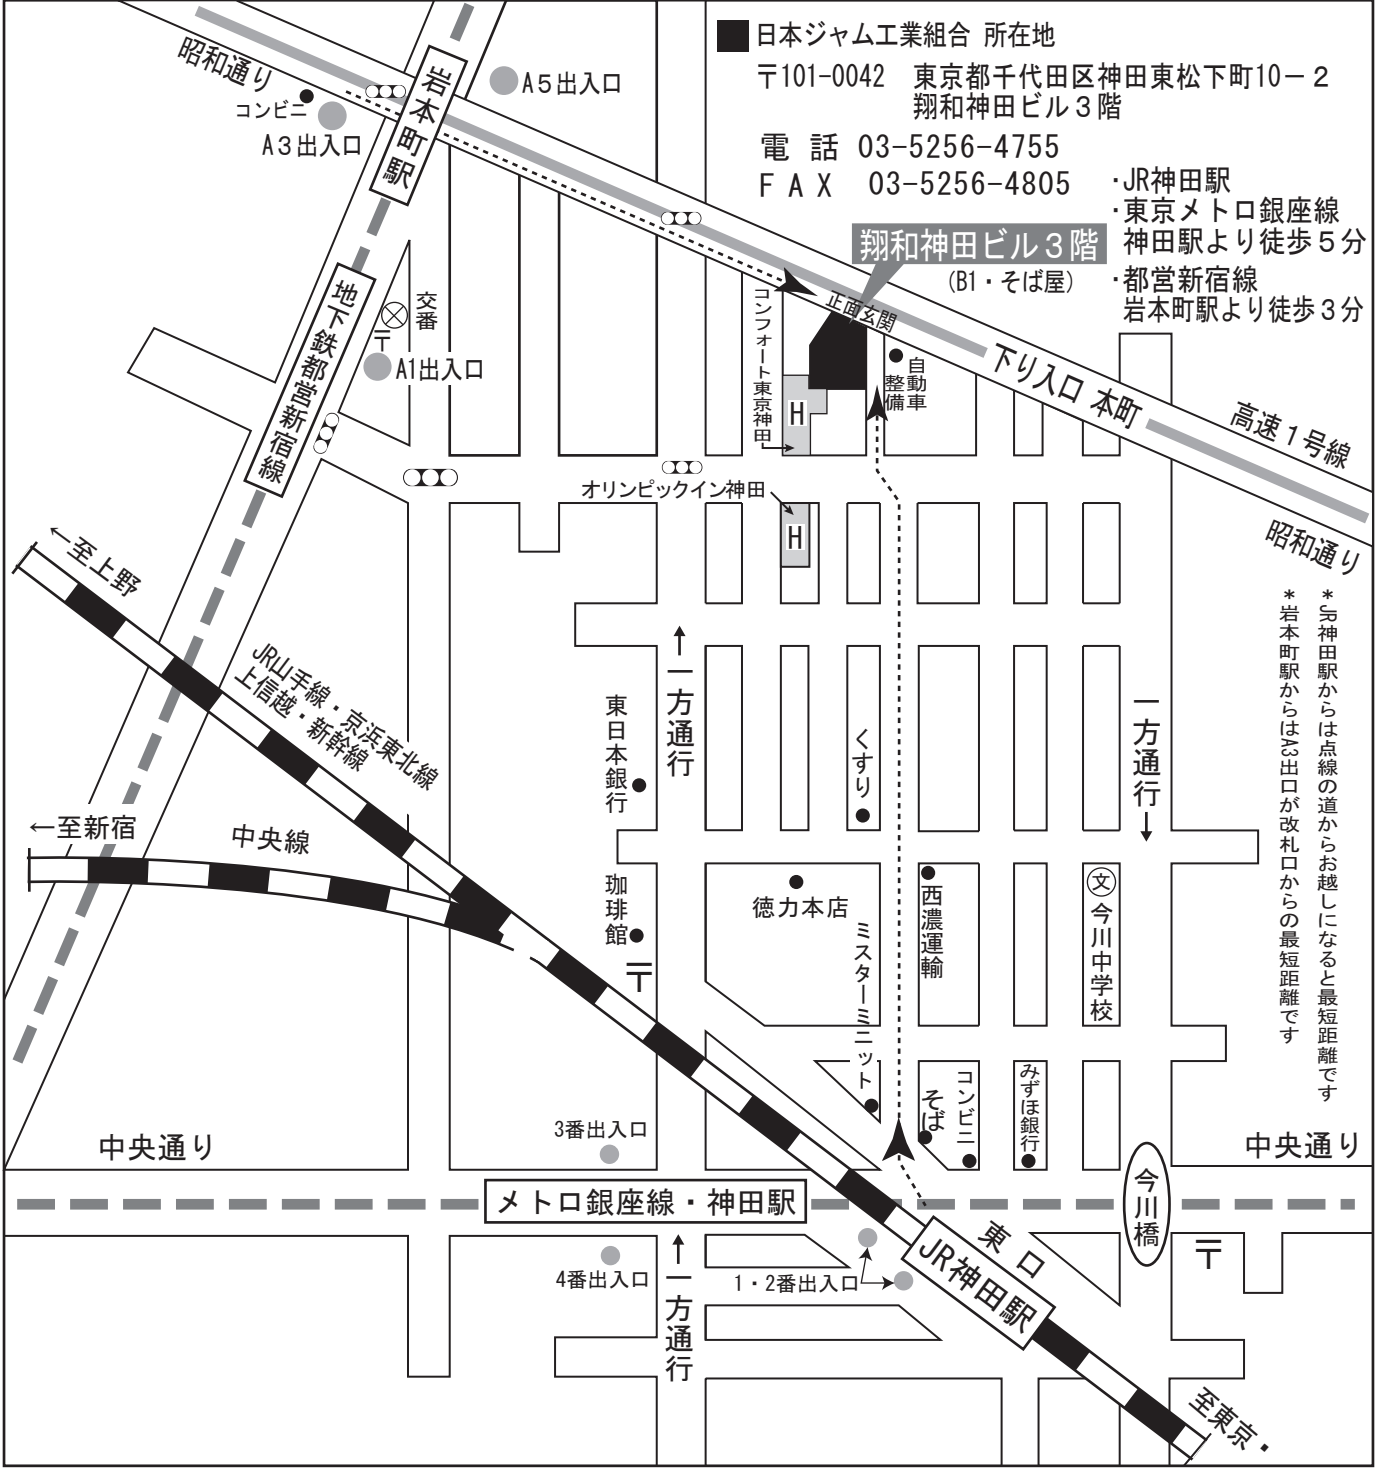 日本ジャム工業組合 所在地
〒101-0042 東京都千代田区神田東松下町10－2
翔和神田ビル3階
電 話 03-5256-4755
FAX 03-5256-4805
・JR神田駅
・東京メトロ銀座線
神田駅より徒歩5分
・都営新宿線
岩本町駅より徒歩3分
翔和神田ビル3階
(B1・そば屋)
昭和通り
コンビニ
A3出入口
岩本町駅
A5出入口
地下鉄都営新宿線
交番
〒
A1出入口
正面玄関
コンフォート東京神田
H
自動車
整備
下り入口 本町
高速1号線
昭和通り
オリンピックイン神田
H
←至上野
JR山手線・京浜東北線
上信越・新幹線
←至新宿
中央線
東日本銀行
←一方通行
くすり
一方通行→
＊JR神田駅からは点線の道からお越しになると最短距離です
＊岩本町駅からはA3出口が改札口からの最短距離です
珈琲館
〒
徳力本店
ミスターミニット
西濃運輸
文
今川中学校
そば
コンビニ
みずほ銀行
3番出入口
中央通り
中央通り
メトロ銀座線・神田駅
今川橋
〒
4番出入口
←一方通行
1・2番出入口
東口
JR神田駅
至東京・